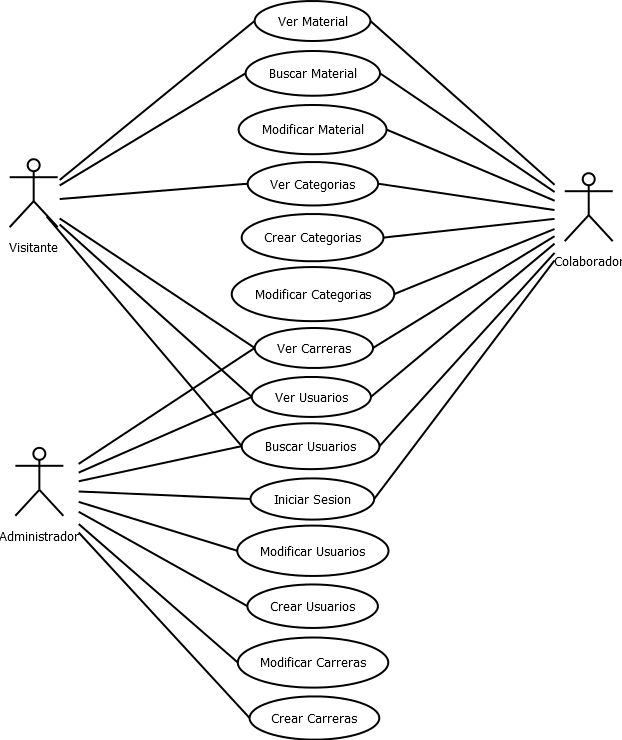 Ver Material
Buscar Material
Modificar Material
Ver Categorias
Visitante
Crear Categorias
Colaborador
Modificar Categorias
Ver Carreras
Ver Usuarios
Buscar Usuarios
Iniciar Sesion
Administrador
Modificar Usuarios
Crear Usuarios
Modificar Carreras
Crear Carreras